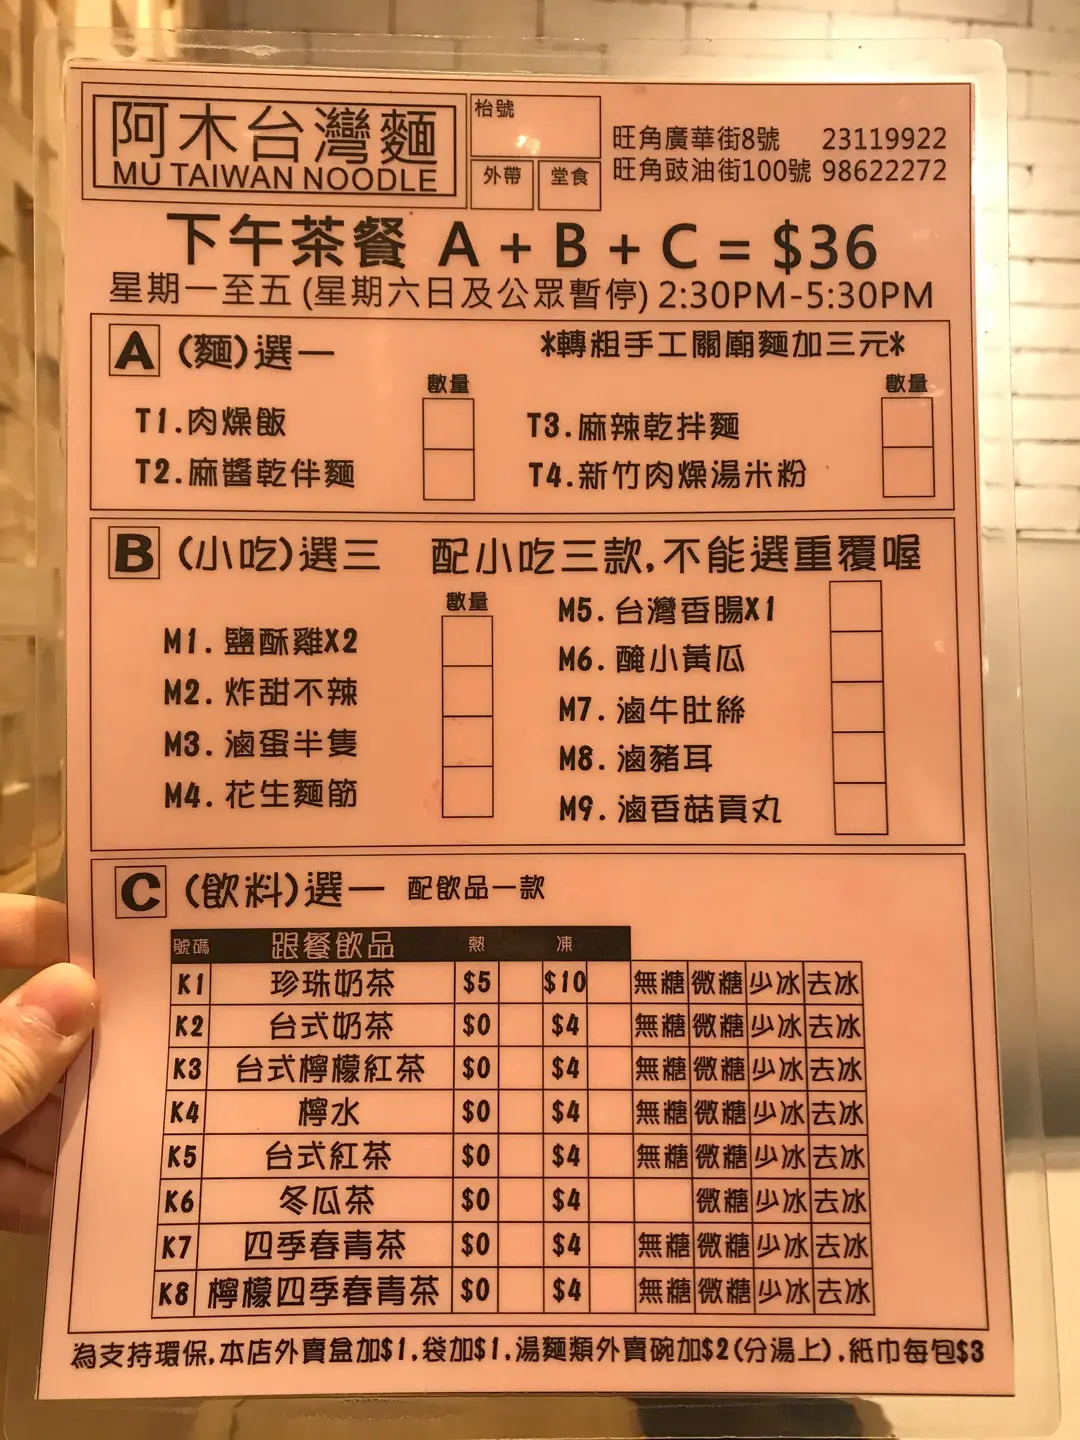 阿木台灣麵
MU TAIWAN NOODLE
枱號
外帶 堂食
旺角廣華街8號 23119922
旺角豉油街100號 98622272
下午茶餐 A + B + C = $36
星期一至五 (星期六日及公眾暫停) 2:30PM-5:30PM
A (麵)選一 *轉粗手工關廟麵加三元*
數量 數量
T1.肉燥飯 T3.麻辣乾拌麵
T2.麻醬乾伴麵 T4.新竹肉燥湯米粉
B (小吃)選三 配小吃三款,不能選重覆喔
數量
M1. 鹽酥雞X2
M2. 炸甜不辣
M3. 滷蛋半隻
M4. 花生麵筋
M5. 台灣香腸X1
M6. 醃小黃瓜
M7. 滷牛肚絲
M8. 滷豬耳
M9. 滷香菇貢丸
C (飲料)選一 配飲品一款
號碼 跟餐飲品 熱 凍
K1 珍珠奶茶 $5 $10 無糖 微糖 少冰 去冰
K2 台式奶茶 $0 $4 無糖 微糖 少冰 去冰
K3 台式檸檬紅茶 $0 $4 無糖 微糖 少冰 去冰
K4 檸水 $0 $4 無糖 微糖 少冰 去冰
K5 台式紅茶 $0 $4 無糖 微糖 少冰 去冰
K6 冬瓜茶 $0 $4 微糖 少冰 去冰
K7 四季春青茶 $0 $4 無糖 微糖 少冰 去冰
K8 檸檬四季春青茶 $0 $4 無糖 微糖 少冰 去冰
為支持環保,本店外賣盒加$1,袋加$1,湯麵類外賣碗加$2(分湯上),紙巾每包$3